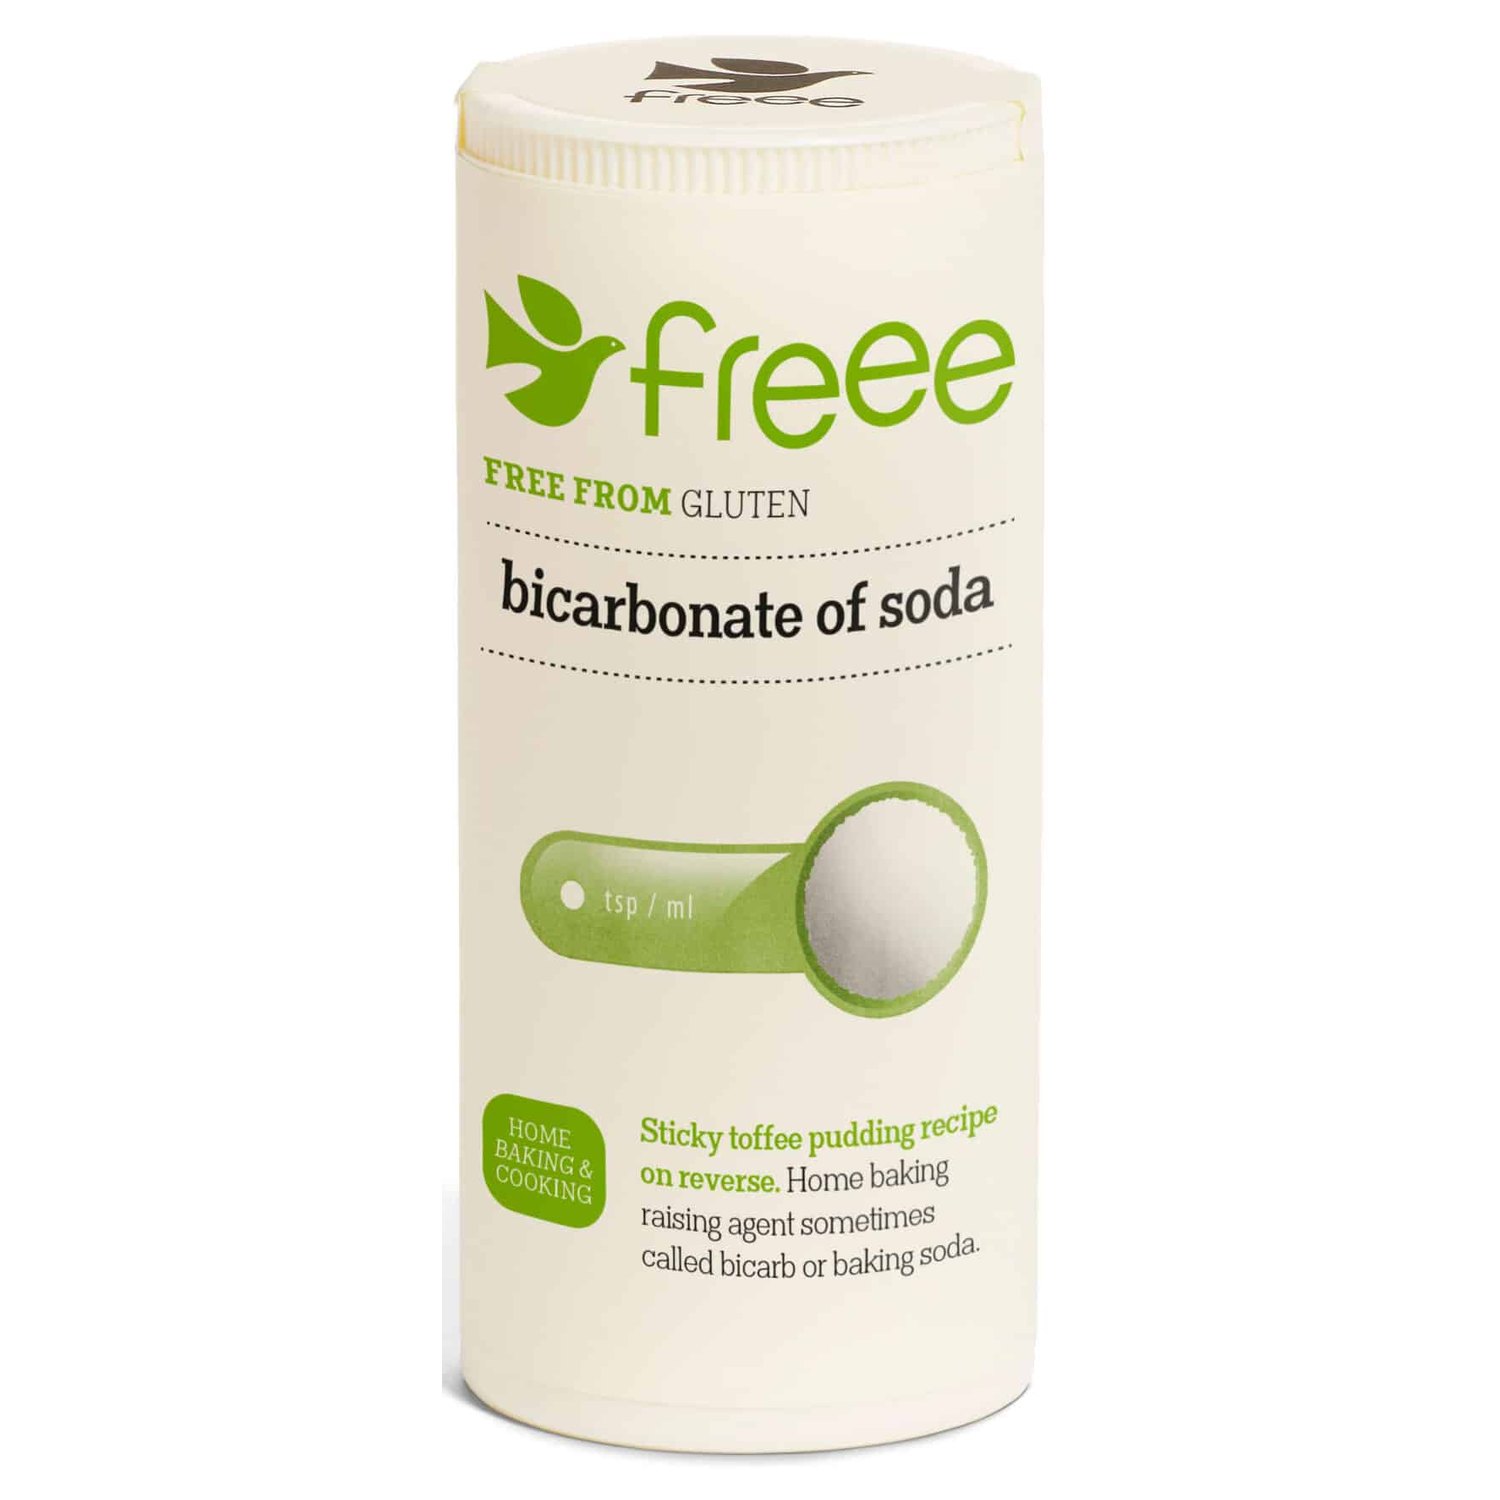 freee
freee
FREE FROM GLUTEN
bicarbonate of soda
tsp / ml
HOME
BAKING &
COOKING
Sticky toffee pudding recipe
on reverse. Home baking
raising agent sometimes
called bicarb or baking soda.